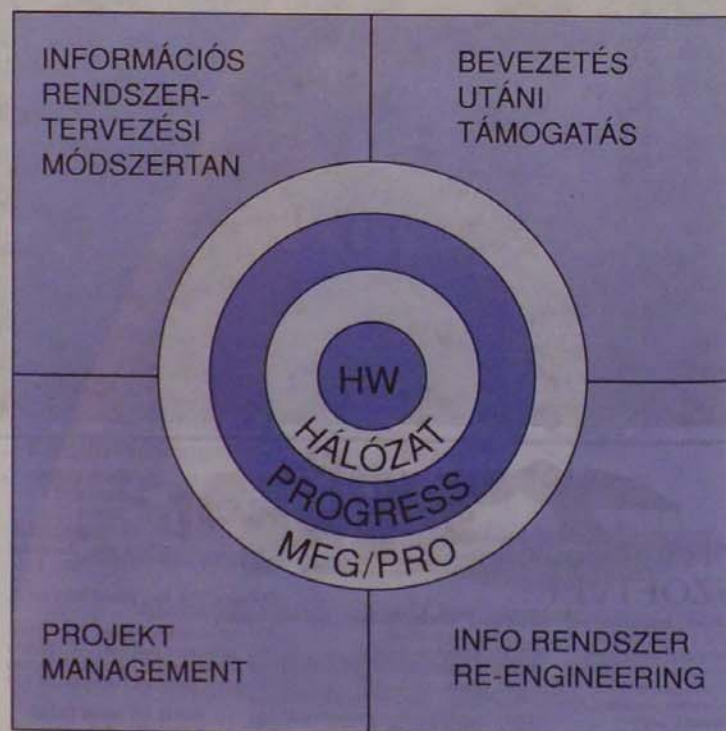 INFORMÁCIÓS
RENDSZER-
TERVEZÉSI
MÓDSZERTAN
BEVEZETÉS
UTÁNI
TÁMOGATÁS
HW
HÁLÓZAT
PROGRESS
MFG/PRO
PROJEKT
MANAGEMENT
INFO RENDSZER
RE-ENGINEERING